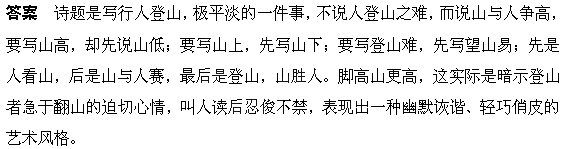 答案　诗题是写行人登山，极平淡的一件事，不说人登山之难，而说山与人争高，
要写山高，却先说山低；要写山上，先写山下；要写登山难，先写望山易；先是
人看山，后是山与人赛，最后是登山，山胜人。脚高山更高，这实际是暗示登山
者急于翻山的迫切心情，叫人读后忍俊不禁，表现出一种幽默诙谐、轻巧俏皮的
艺术风格。